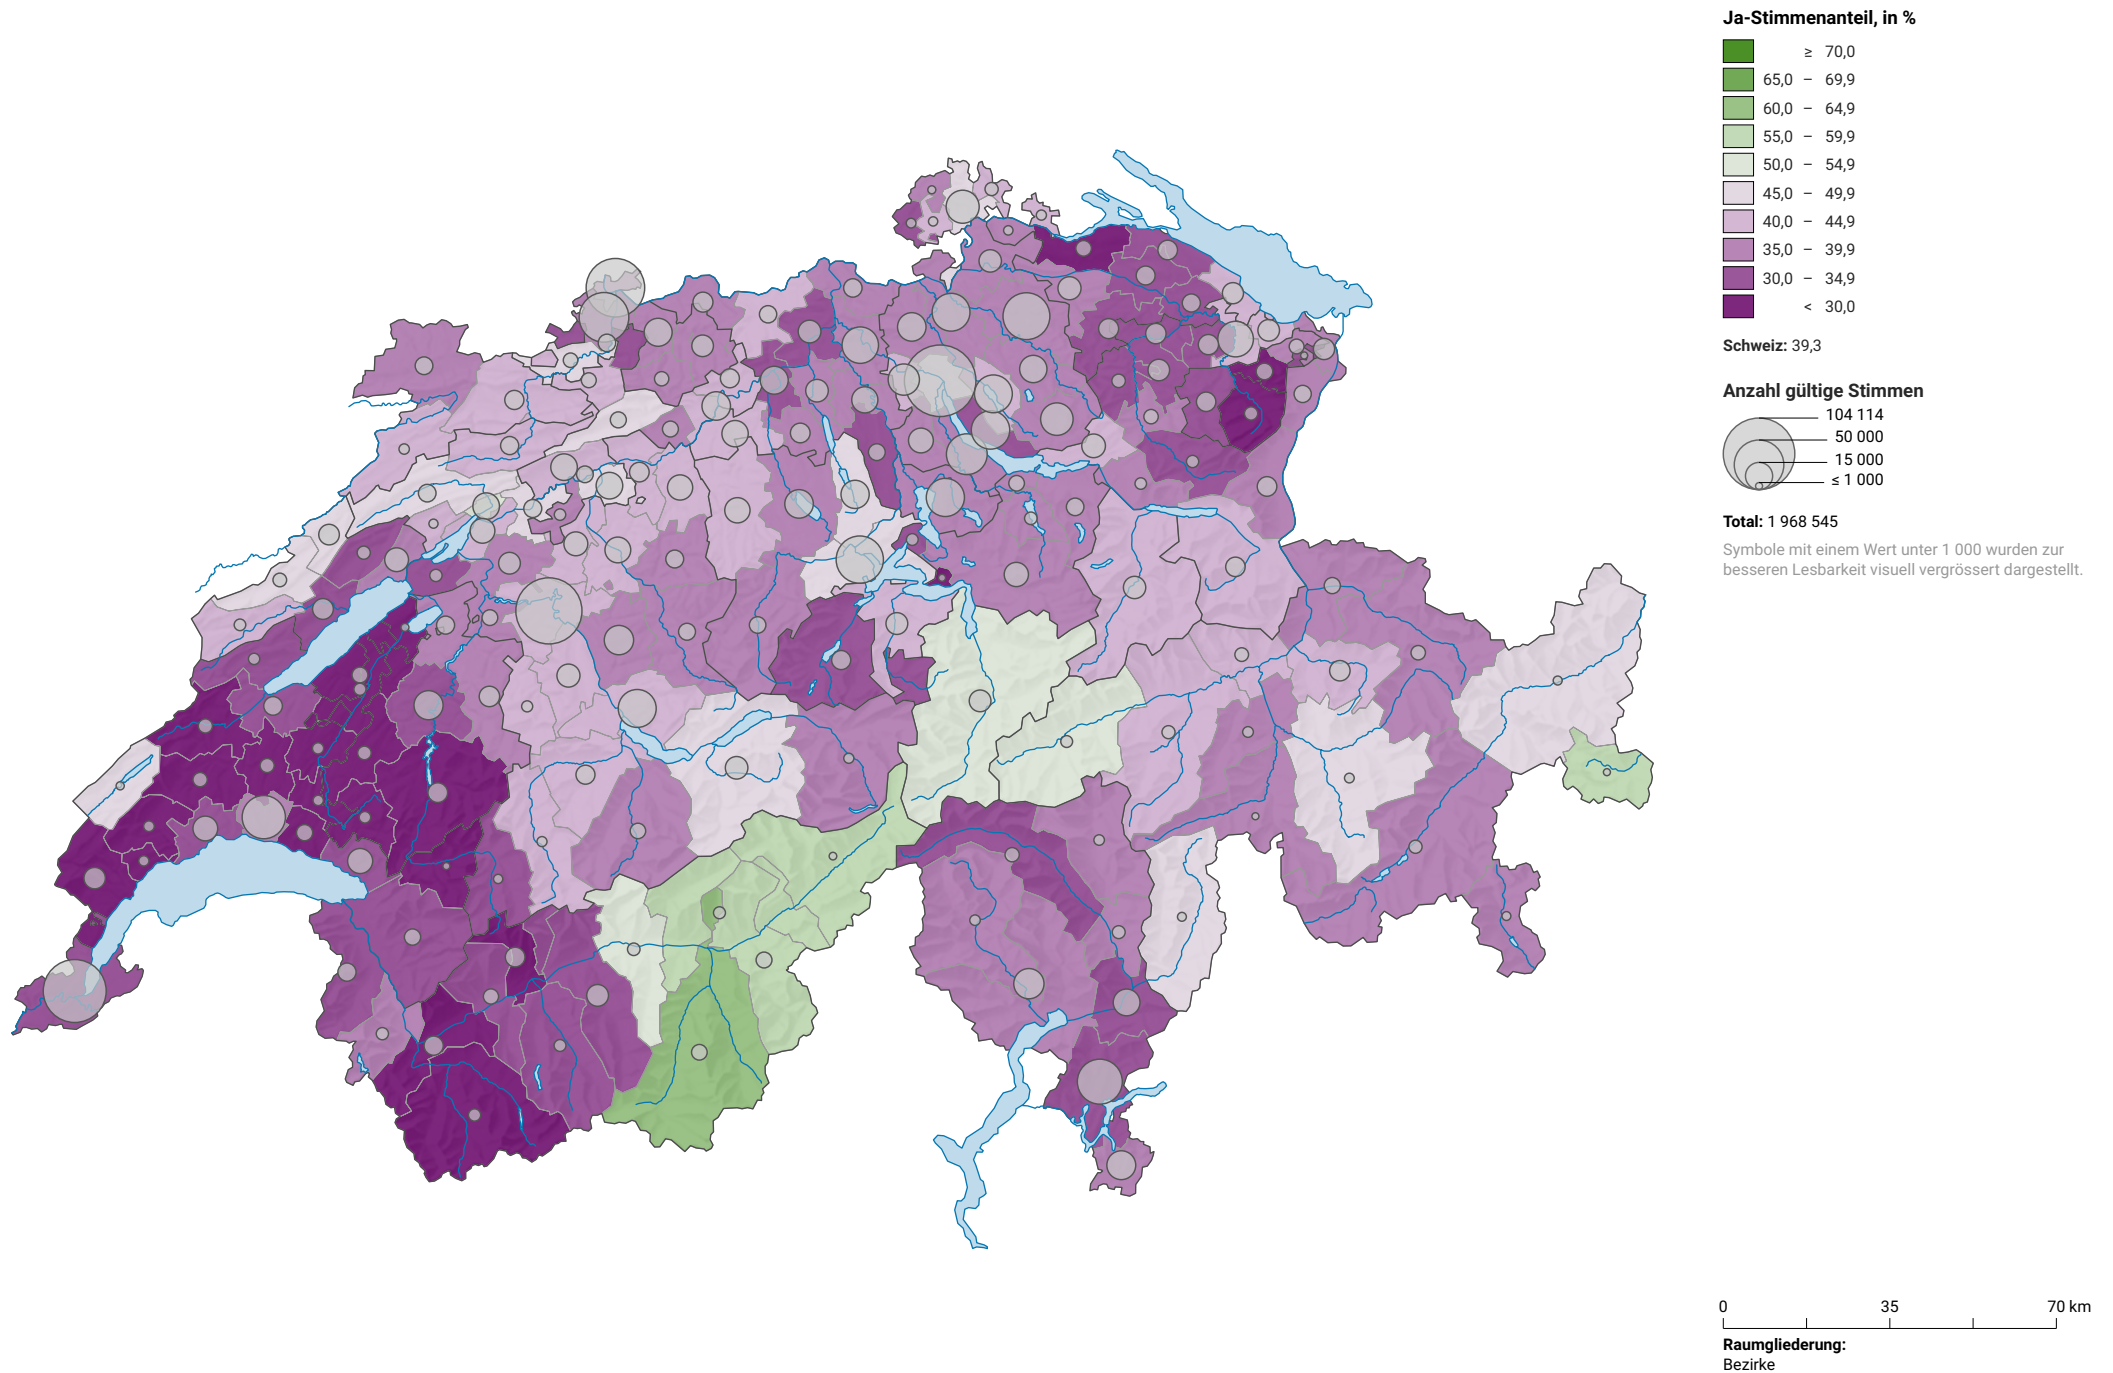 Ja-Stimmenanteil, in %
≥ 70,0
65,0 – 69,9
60,0 – 64,9
55,0 – 59,9
50,0 – 54,9
45,0 – 49,9
40,0 – 44,9
35,0 – 39,9
30,0 – 34,9
< 30,0
Schweiz: 39,3
Anzahl gültige Stimmen
104 114
50 000
15 000
≤ 1 000
Total: 1 968 545
Symbole mit einem Wert unter 1 000 wurden zur
besseren Lesbarkeit visuell vergrössert dargestellt.
0 35 70 km
Raumgliederung:
Bezirke